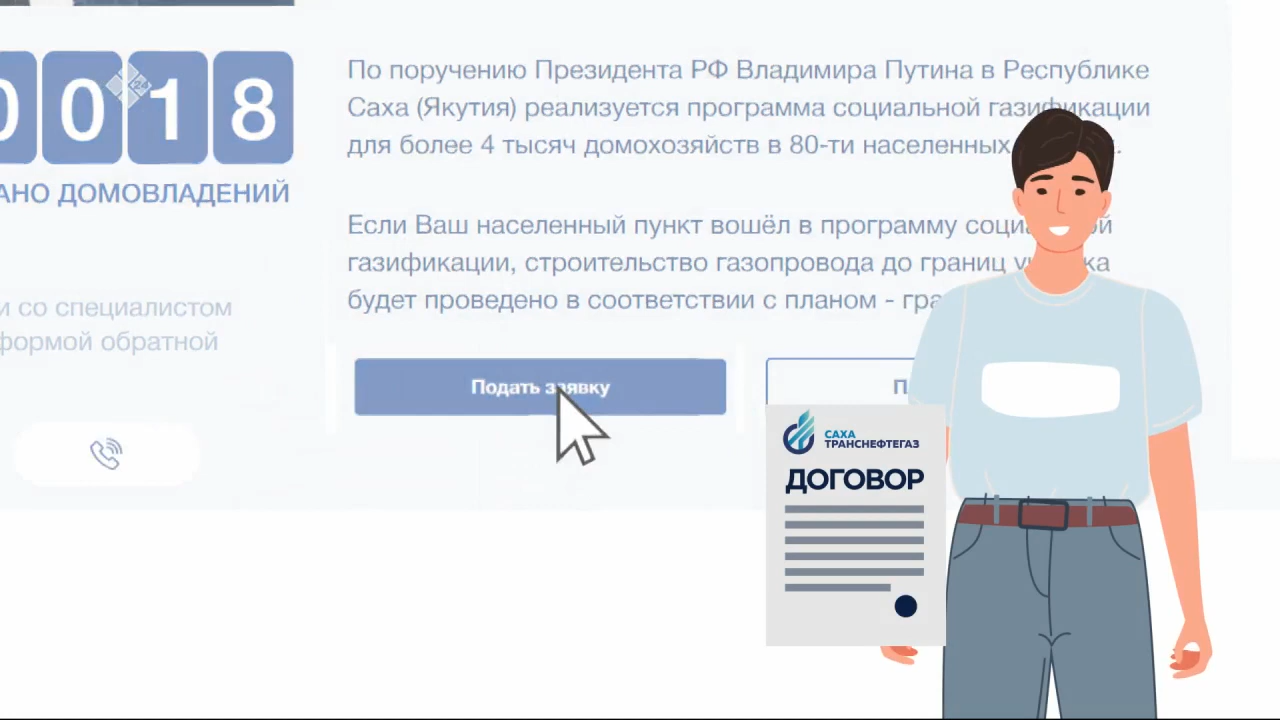 0018
АНО ДОМОВЛАДЕНИЙ
и со специалистом
формой обратной
По поручению Президента РФ Владимира Путина в Республике
Саха (Якутия) реализуется программа социальной газификации
для более 4 тысяч домохозяйств в 80-ти населенных
Если Ваш населенный пункт вошёл в программу социальной
газификации, строительство газопровода до границ участка
будет проведено в соответствии с планом - гра
Подать заявку
П
САХА
ТРАНСНЕФТЕГАЗ
ДОГОВОР